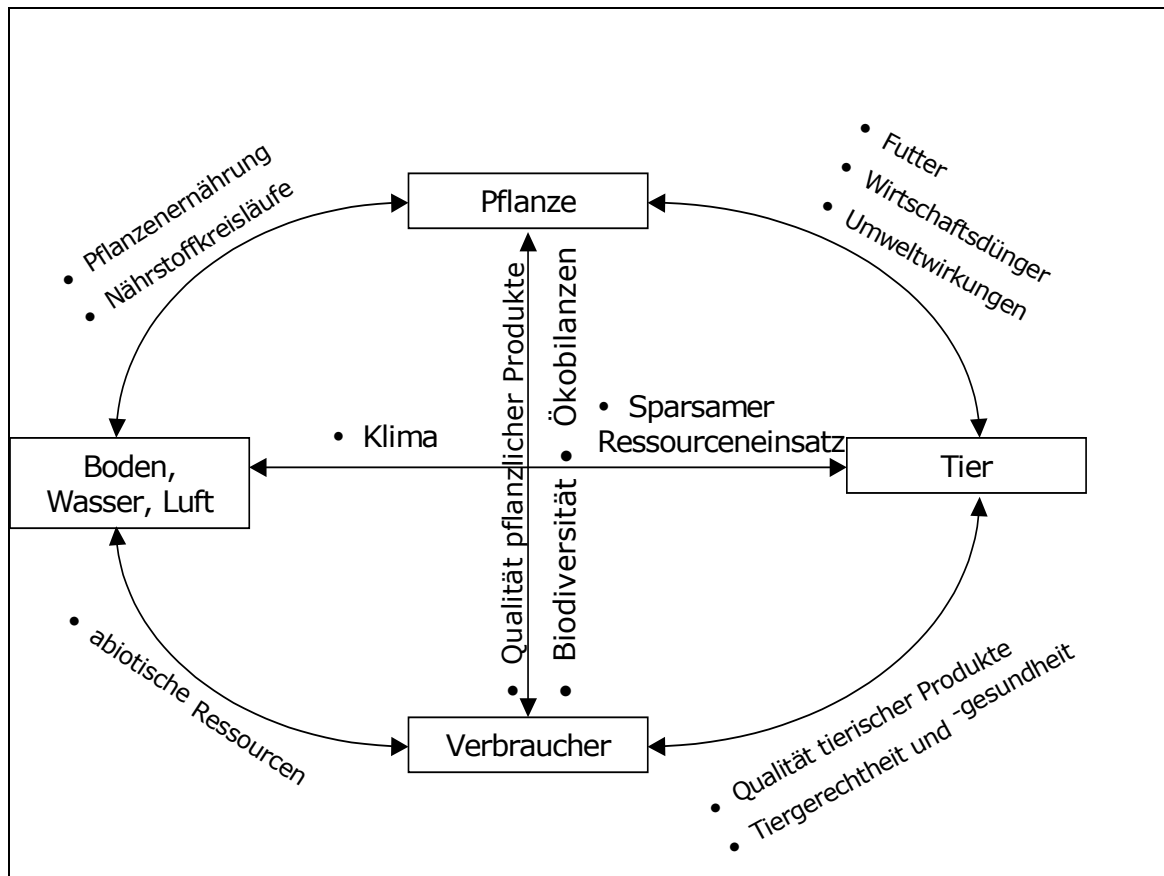 • Pflanzenernährung
• Nährstoffkreisläufe
Pflanze
• Futter
• Wirtschaftsdünger
• Umweltwirkungen
• Qualität pflanzlicher Produkte
• Biodiversität • Ökobilanzen
• Klima
• Sparsamer
Ressourceneinsatz
Boden,
Wasser, Luft
Tier
• abiotische Ressourcen
Verbraucher
• Qualität tierischer Produkte
• Tiergerechtheit und -gesundheit